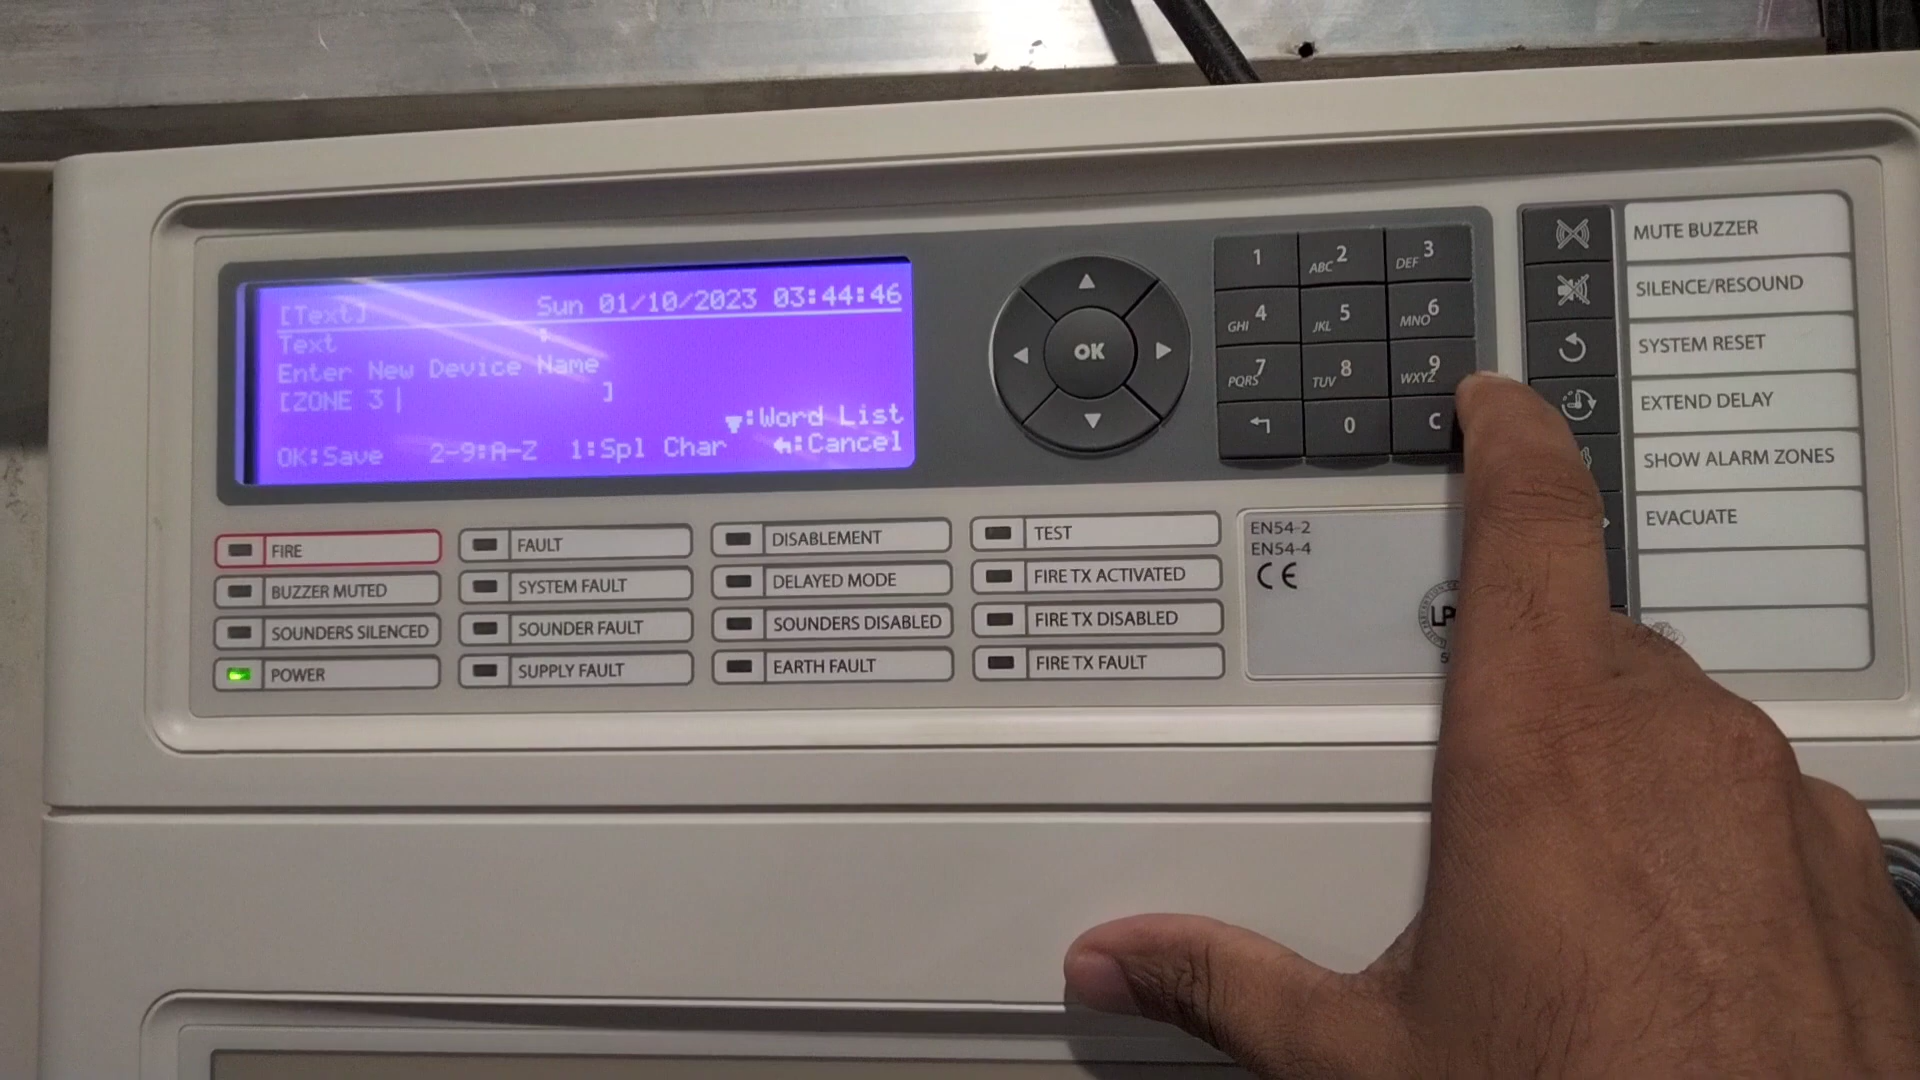 [Text] Sun 01/10/2023 03:44:46
Text :
Enter New Device Name
[ZONE 3 | ]
▼:Word List
OK:Save 2-9:A-Z 1:Spl Char ↰:Cancel
OK
1 ABC 2 DEF 3
GHI 4 JKL 5 MNO 6
PQRS 7 TUV 8 WXYZ 9
0 C
MUTE BUZZER
SILENCE/RESOUND
SYSTEM RESET
EXTEND DELAY
SHOW ALARM ZONES
EVACUATE
FIRE FAULT DISABLEMENT TEST
BUZZER MUTED SYSTEM FAULT DELAYED MODE FIRE TX ACTIVATED
SOUNDERS SILENCED SOUNDER FAULT SOUNDERS DISABLED FIRE TX DISABLED
POWER SUPPLY FAULT EARTH FAULT FIRE TX FAULT
EN54-2
EN54-4
CE